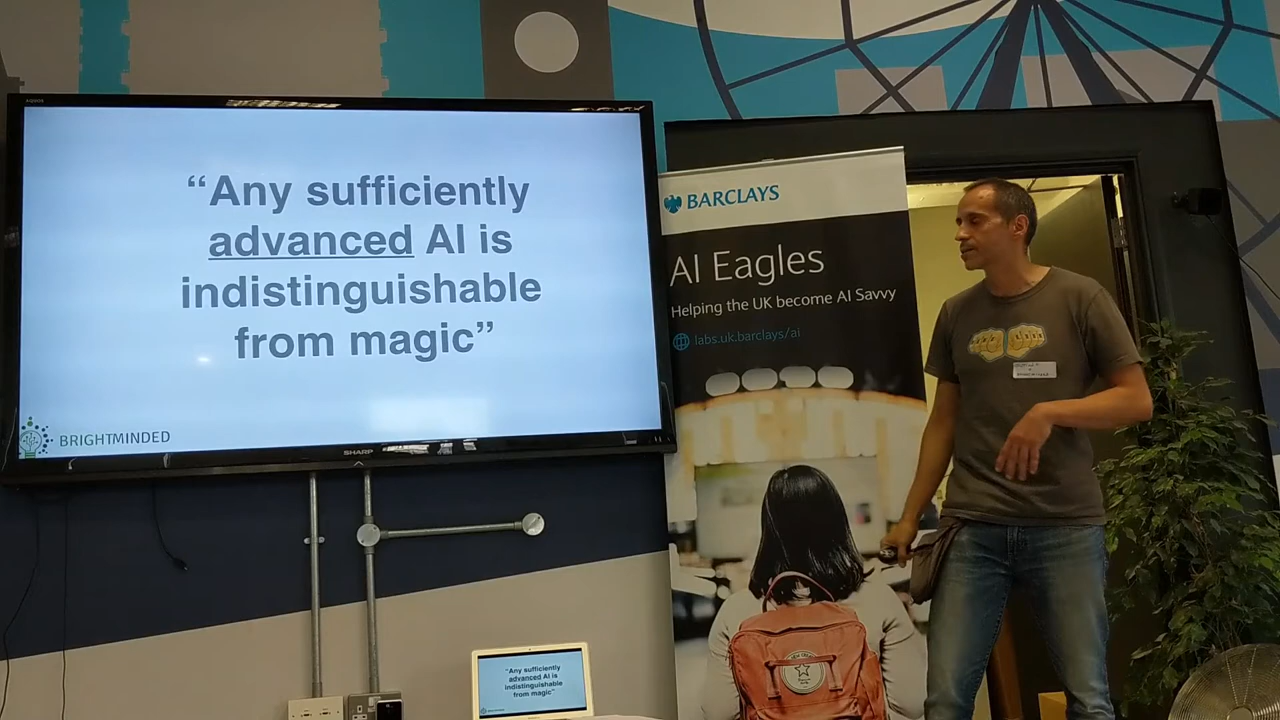 “Any sufficiently
advanced AI is
indistinguishable
from magic”
BRIGHTMINDED
SHARP
BARCLAYS
AI Eagles
Helping the UK become AI Savvy
labs.uk.barclays/ai
“Any sufficiently
advanced AI is
indistinguishable
from magic”